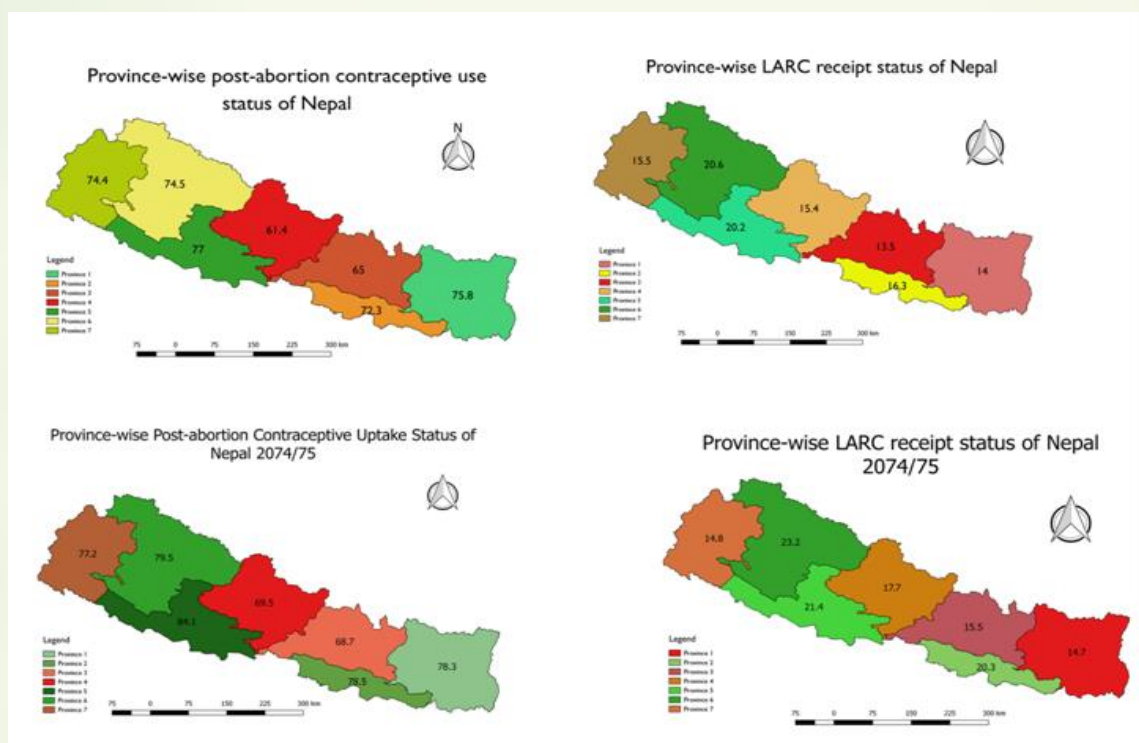 Province-wise post-abortion contraceptive use
status of Nepal
N
74.4
74.5
61.4
77
65
75.8
72.3
Legend
Province 1
Province 2
Province 3
Province 4
Province 5
Province 6
Province 7
75 0 75 150 225 300 km
Province-wise LARC receipt status of Nepal
15.5
20.6
15.4
20.2
13.5
14
16.3
Legend
Province 1
Province 2
Province 3
Province 4
Province 5
Province 6
Province 7
75 0 75 150 225 300 km
Province-wise Post-abortion Contraceptive Uptake Status of
Nepal 2074/75
77.2
79.5
69.5
68.7
78.3
78.5
Legend
Province 1
Province 2
Province 3
Province 4
Province 5
Province 6
Province 7
75 0 75 150 225 300 km
Province-wise LARC receipt status of Nepal
2074/75
14.8
23.2
17.7
21.4
15.5
14.7
20.3
Legend
Province 1
Province 2
Province 3
Province 4
Province 5
Province 6
Province 7
75 0 75 150 225 300 km